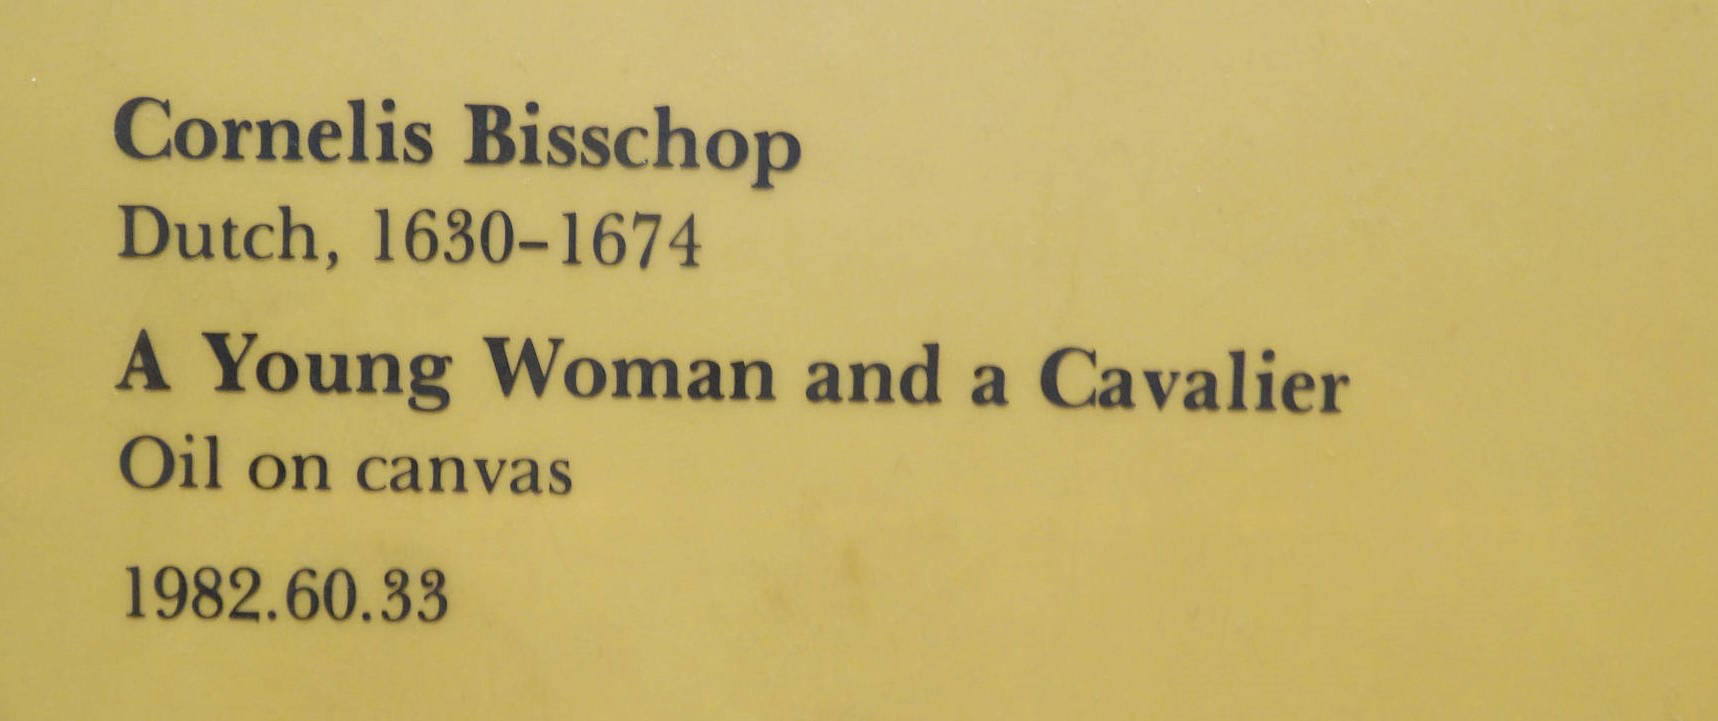 Cornelis Bisschop
Dutch, 1630–1674
A Young Woman and a Cavalier
Oil on canvas
1982.60.33